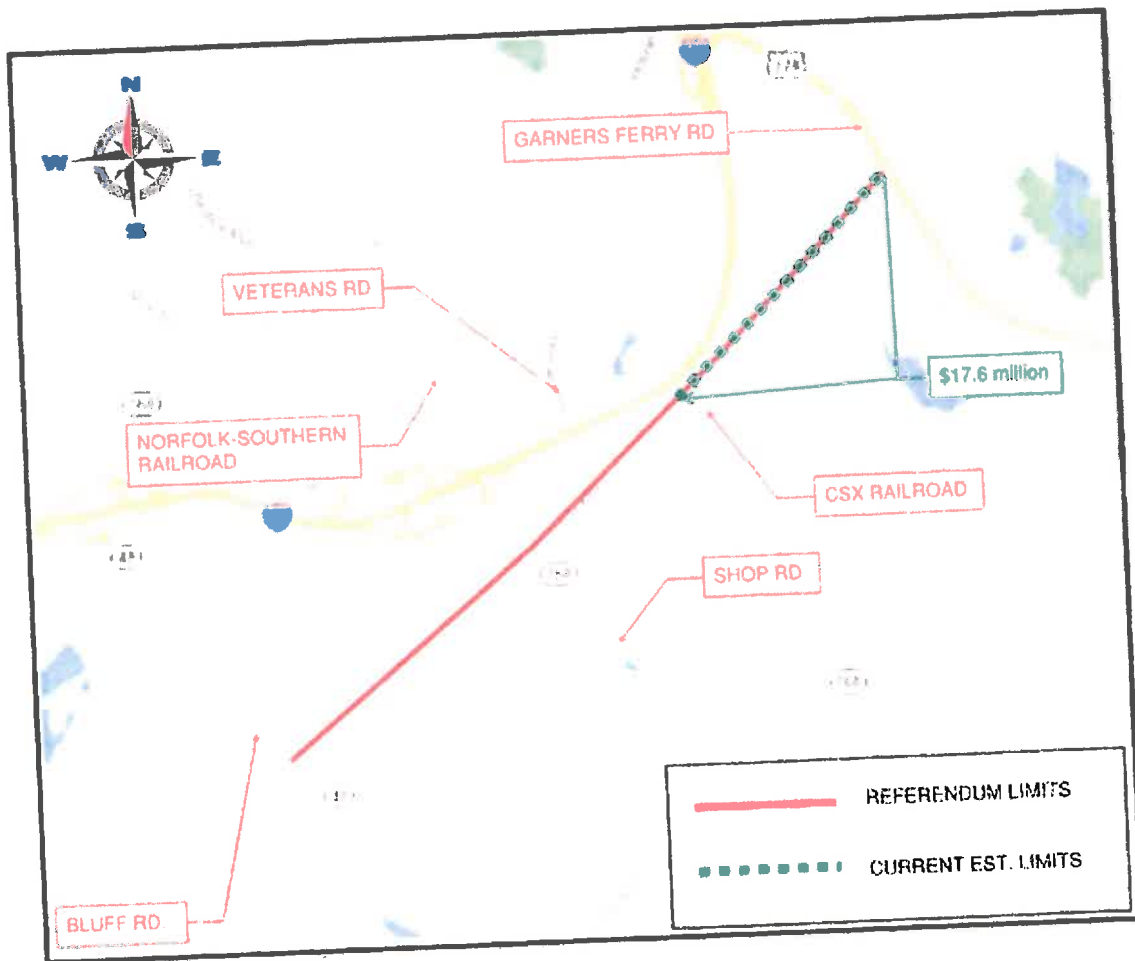 N
W
E
S
GARNERS FERRY RD
VETERANS RD
$17.6 million
NORFOLK-SOUTHERN
RAILROAD
CSX RAILROAD
SHOP RD
768
REFERENDUM LIMITS
CURRENT EST. LIMITS
BLUFF RD.